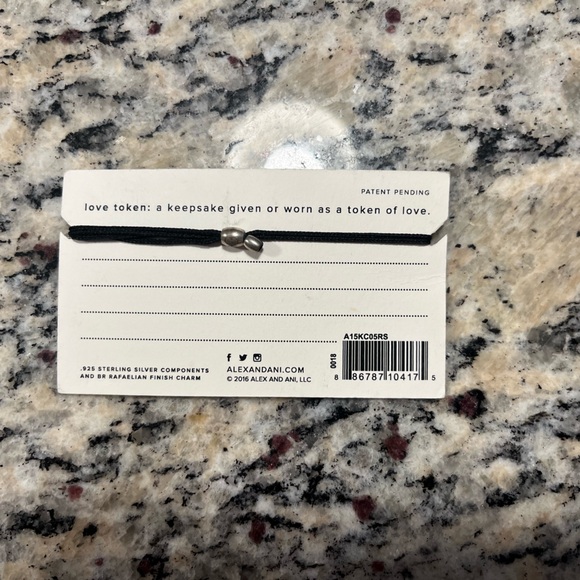 PATENT PENDING
love token: a keepsake given or worn as a token of love.
A15KC05RS
0018
8 86787 10417 5
ALEXANDANI.COM
© 2016 ALEX AND ANI, LLC
.925 STERLING SILVER COMPONENTS
AND BR RAFAELIAN FINISH CHARM